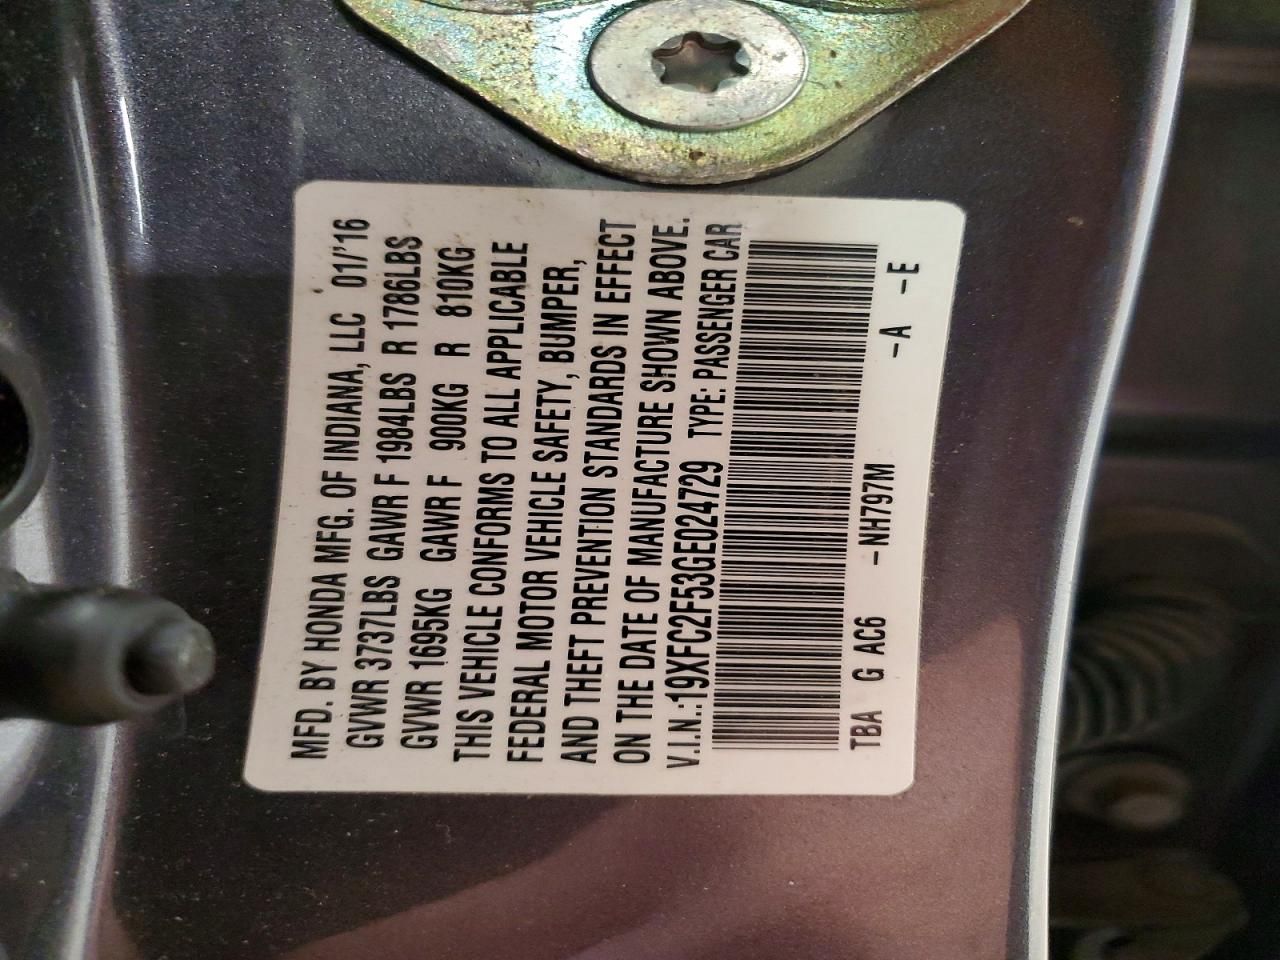 MFD. BY HONDA MFG. OF INDIANA, LLC 01/'16
GVWR 3737LBS GAWR F 1984LBS R 1786LBS
GVWR 1695KG GAWR F 900KG R 810KG
THIS VEHICLE CONFORMS TO ALL APPLICABLE
FEDERAL MOTOR VEHICLE SAFETY, BUMPER,
AND THEFT PREVENTION STANDARDS IN EFFECT
ON THE DATE OF MANUFACTURE SHOWN ABOVE.
V.I.N.:19XFC2F53GE024729 TYPE: PASSENGER CAR
TBA G AC6 -NH797M -A -E